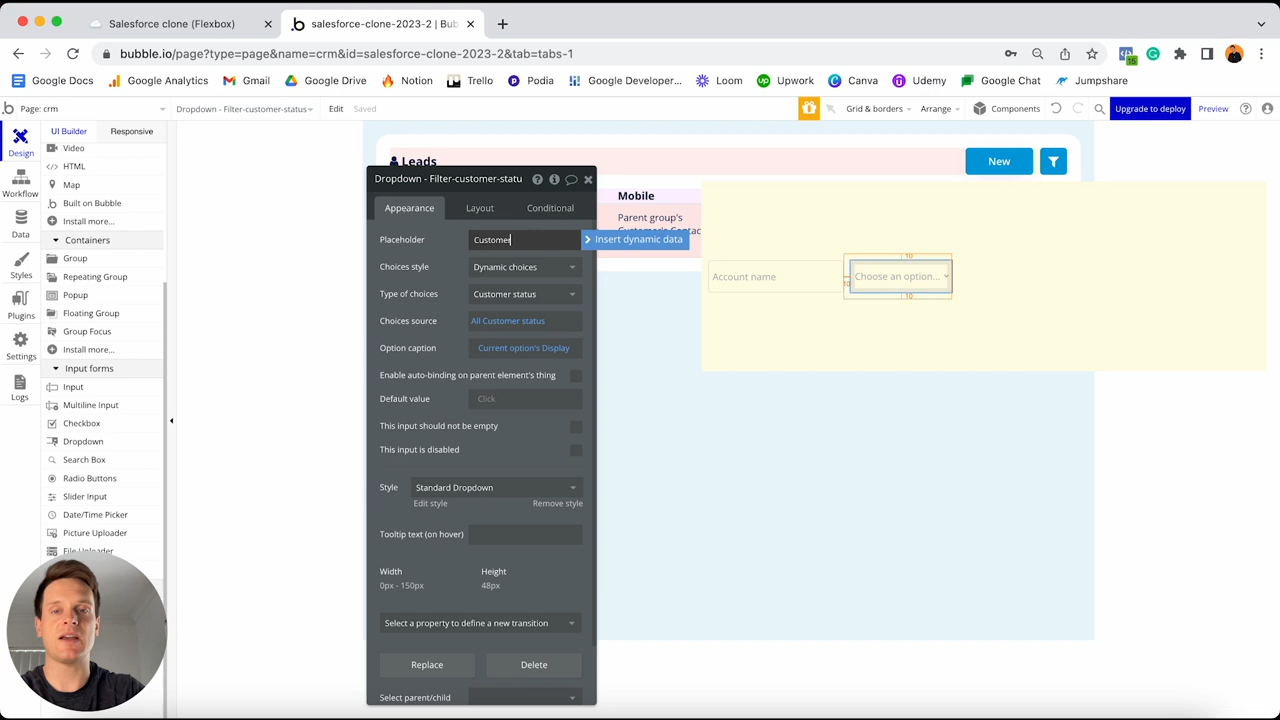 Salesforce clone (Flexbox)
salesforce-clone-2023-2 | Bub
bubble.io/page?type=page&name=crm&id=salesforce-clone-2023-2&tab=tabs-1
16
Google Docs
Google Analytics
Gmail
Google Drive
Notion
Trello
Podia
Google Developer...
Loom
Upwork
Canva
Udemy
Google Chat
Jumpshare
Page: crm
Dropdown - Filter-customer-status
Edit
Saved
Grid & borders
Arrange
Components
Upgrade to deploy
Preview
Design
Workflow
Data
Styles
Plugins
Settings
Logs
UI Builder
Responsive
Video
HTML
Map
Built on Bubble
Install more...
Containers
Group
Repeating Group
Popup
Floating Group
Group Focus
Install more...
Input forms
Input
Multiline Input
Checkbox
Dropdown
Search Box
Radio Buttons
Slider Input
Date/Time Picker
Picture Uploader
File Uploader
Leads
New
Mobile
Parent group's
Customer's Contac
Account name
Choose an option...
10
10
10
Dropdown - Filter-customer-statu
Appearance
Layout
Conditional
Placeholder
Customer
Insert dynamic data
Choices style
Dynamic choices
Type of choices
Customer status
Choices source
All Customer status
Option caption
Current option's Display
Enable auto-binding on parent element's thing
Default value
Click
This input should not be empty
This input is disabled
Style
Standard Dropdown
Edit style
Remove style
Tooltip text (on hover)
Width
Height
0px - 150px
48px
Select a property to define a new transition
Replace
Delete
Select parent/child